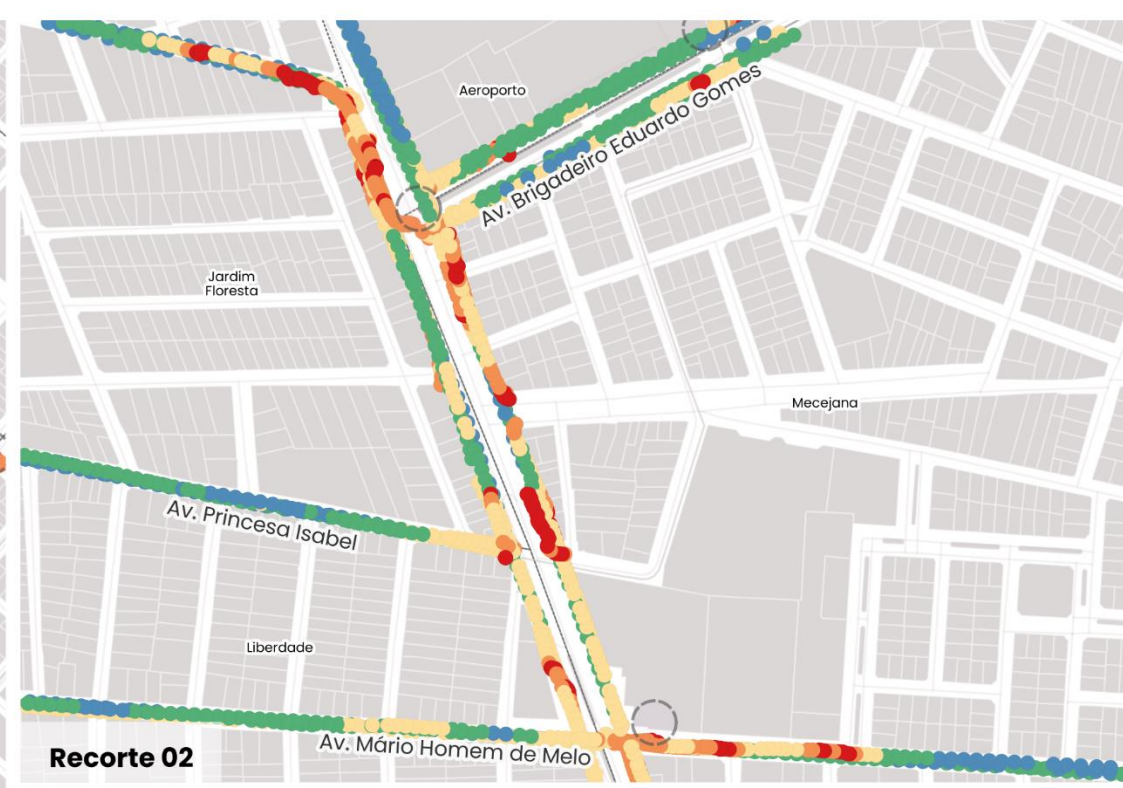 Aeroporto
Av. Brigadeiro Eduardo Gomes
Jardim
Floresta
Mecejana
Av. Princesa Isabel
Liberdade
Av. Mário Homem de Melo
Recorte 02